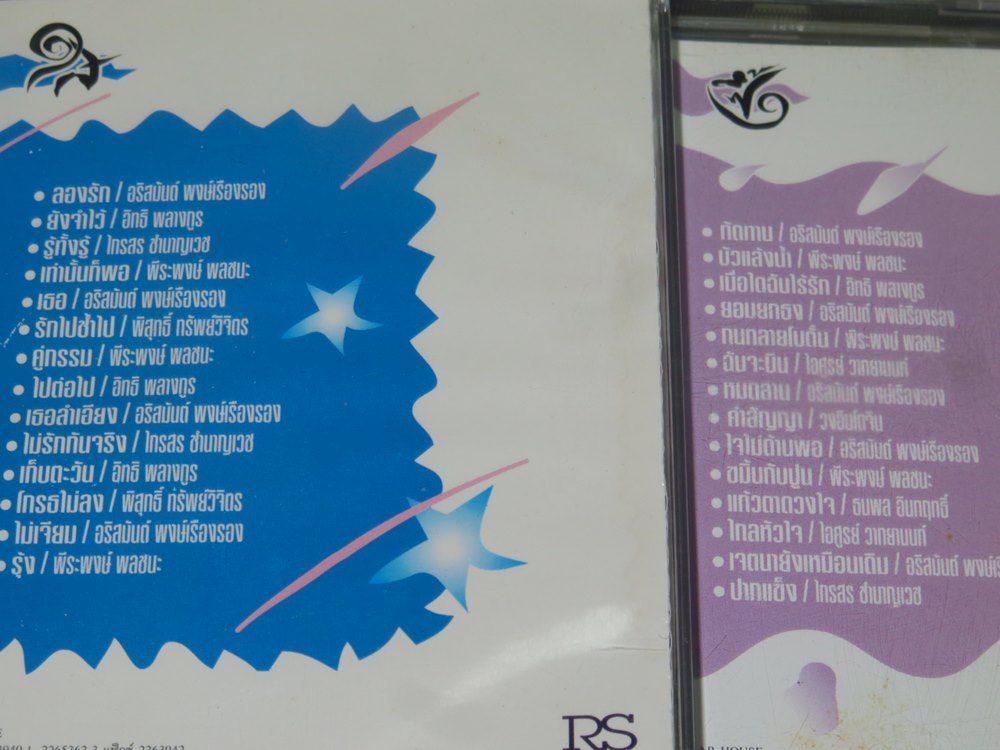 ลองรัก / อริสมันต์ พงษ์เรืองรอง
ยังจำไว้ / อิทธิ พลางกูร
รู้ทั้งรู้ / ไกรสร ชำนาญเวช
เท่านั้นก็พอ / พีระพงษ์ พลชนะ
เธอ / อริสมันต์ พงษ์เรืองรอง
รักไปช้ำไป / พิสุทธิ์ ทรัพย์วิจิตร
คู่กรรม / พีระพงษ์ พลชนะ
ไปต่อไป / อิทธิ พลางกูร
เธอลำเอียง / อริสมันต์ พงษ์เรืองรอง
ไม่รักกันจริง / ไกรสร ชำนาญเวช
เก็บตะวัน / อิทธิ พลางกูร
โกรธไม่ลง / พิสุทธิ์ ทรัพย์วิจิตร
ไม่เจียม / อริสมันต์ พงษ์เรืองรอง
รุ้ง / พีระพงษ์ พลชนะ
RS
2265362-3 แฟ็กซ์ 2263942
ทัดทาน / อริสมันต์ พงษ์เรืองรอง
บัวแล้งน้ำ / พีระพงษ์ พลชนะ
เมื่อใดฉันไร้รัก / อิทธิ พลางกูร
ยอมยกธง / อริสมันต์ พงษ์เรืองรอง
ทนทลายโบตั๋น / พีระพงษ์ พลชนะ
ฉันจะบิน / ไอศูรย์ วาทยานนท์
หมดลาน / อริสมันต์ พงษ์เรืองรอง
คำสัญญา / วงอินโดจีน
ใจไม่ด้านพอ / อริสมันต์ พงษ์เรืองรอง
ขมิ้นกับปูน / พีระพงษ์ พลชนะ
แก้วตาดวงใจ / ธนพล อินทฤทธิ์
ไกลหัวใจ / ไอศูรย์ วาทยานนท์
เจตนายังเหมือนเดิม / อริสมันต์
ปากแข็ง / ไกรสร ชำนาญเวช
HOUSE